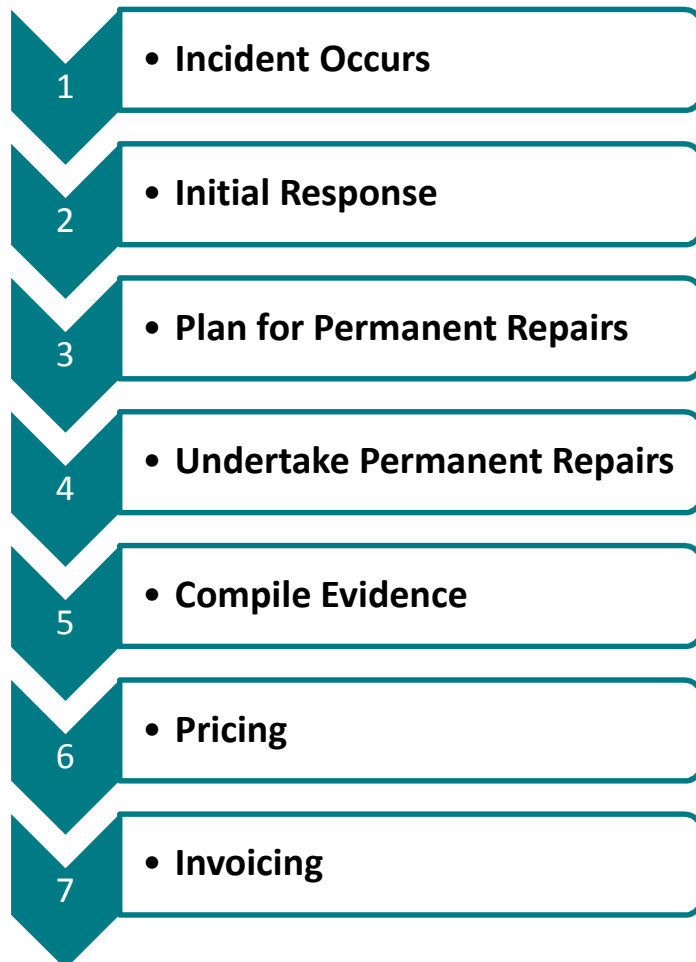 1
• Incident Occurs
2
• Initial Response
3
• Plan for Permanent Repairs
4
• Undertake Permanent Repairs
5
• Compile Evidence
6
• Pricing
7
• Invoicing